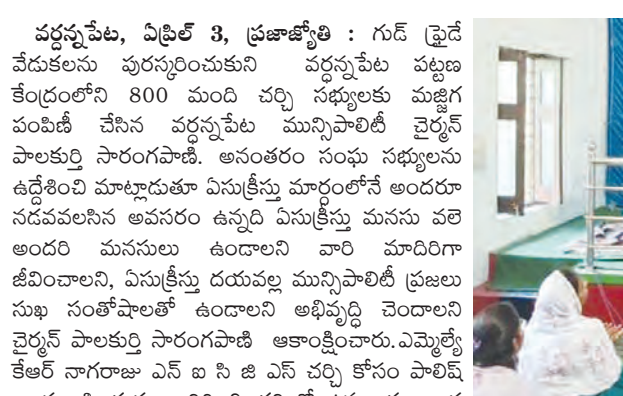 వర్ధన్నపేట, ఏప్రిల్ 3, ప్రజాజ్యోతి : గుడ్ ఫ్రైడే
వేడుకలను పురస్కరించుకుని వర్ధన్నపేట పట్టణ
కేంద్రంలోని 800 మంది చర్చి సభ్యులకు మజ్జిగ
పంపిణీ చేసిన వర్ధన్నపేట మున్సిపాలిటీ చైర్మన్
పాలకుర్తి సారంగపాణి. అనంతరం సంఘ సభ్యులను
ఉద్దేశించి మాట్లాడుతూ ఏసుక్రీస్తు మార్గంలోనే అందరూ
నడవవలసిన అవసరం ఉన్నది ఏసుక్రీస్తు మనసు వలె
అందరి మనసులు ఉండాలని వారి మాదిరిగా
జీవించాలని, ఏసుక్రీస్తు దయవల్ల మున్సిపాలిటీ ప్రజలు
సుఖ సంతోషాలతో ఉండాలని అభివృద్ధి చెందాలని
చైర్మన్ పాలకుర్తి సారంగపాణి ఆకాంక్షించారు.ఎమ్మెల్యే
కేఆర్ నాగరాజు ఎన్ ఐ సి జి ఎస్ చర్చి కోసం పాలిష్